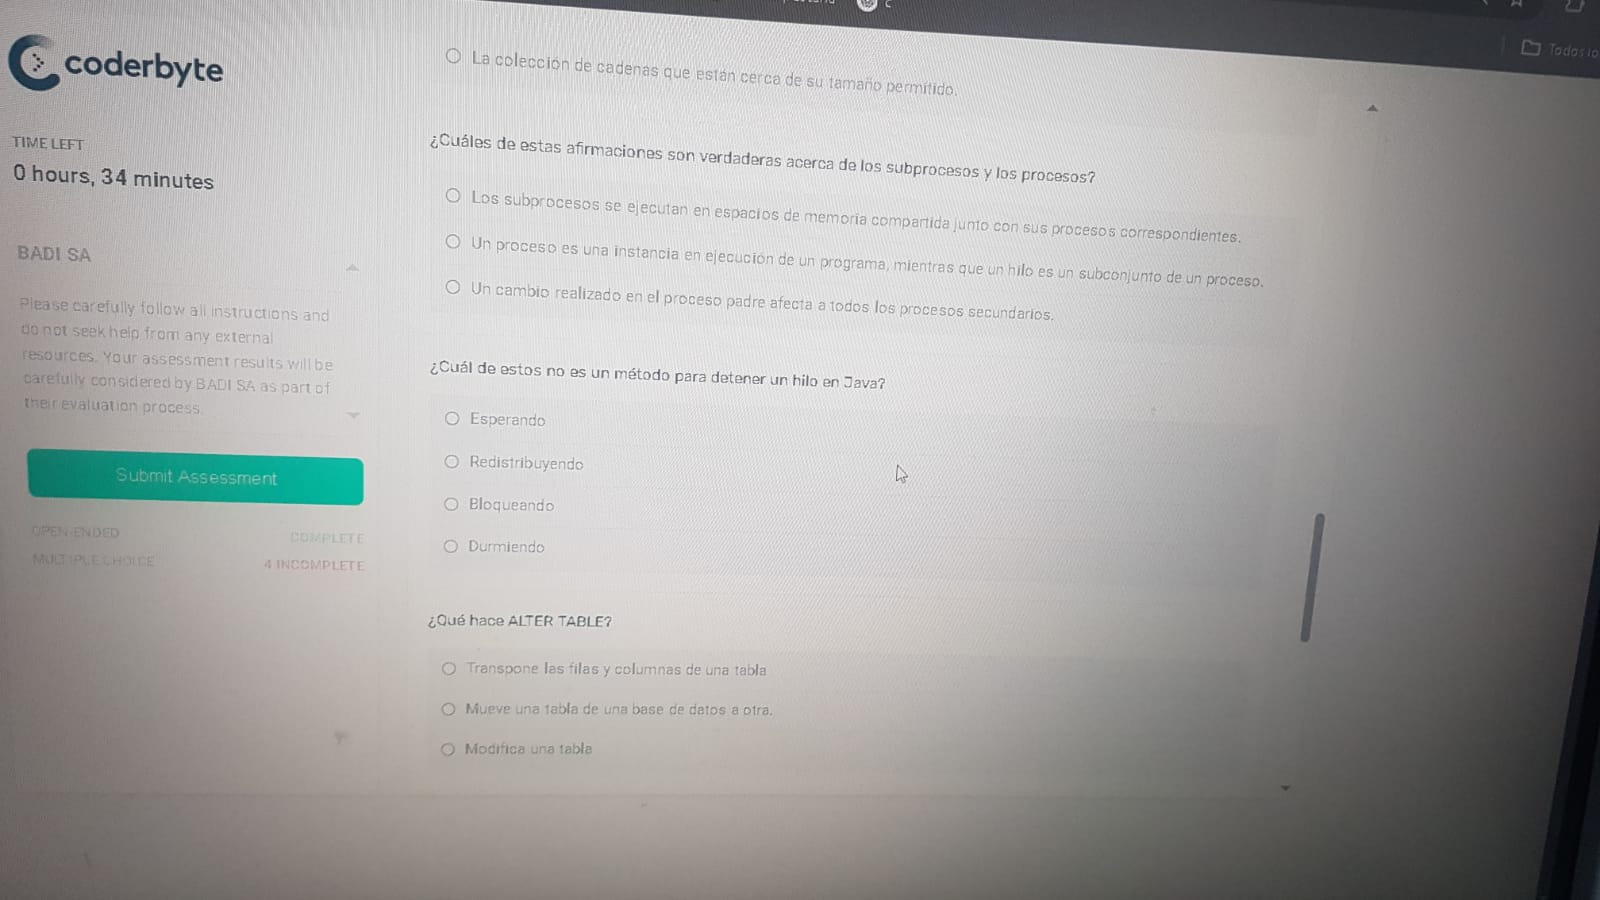 coderbyte
TIME LEFT
0 hours, 34 minutes
BADI SA
Please carefully follow all instructions and
do not seek help from any external
resources. Your assessment results will be
carefully considered by BADI SA as part of
their evaluation process.
Submit Assessment
OPEN-ENDED COMPLETE
MULTIPLE CHOICE 4 INCOMPLETE
Todos lo
La colección de cadenas que están cerca de su tamaño permitido.
¿Cuáles de estas afirmaciones son verdaderas acerca de los subprocesos y los procesos?
Los subprocesos se ejecutan en espacios de memoria compartida junto con sus procesos correspondientes.
Un proceso es una instancia en ejecución de un programa, mientras que un hilo es un subconjunto de un proceso.
Un cambio realizado en el proceso padre afecta a todos los procesos secundarios.
¿Cuál de estos no es un método para detener un hilo en Java?
Esperando
Redistribuyendo
Bloqueando
Durmiendo
¿Qué hace ALTER TABLE?
Transpone las filas y columnas de una tabla
Mueve una tabla de una base de datos a otra.
Modifica una tabla